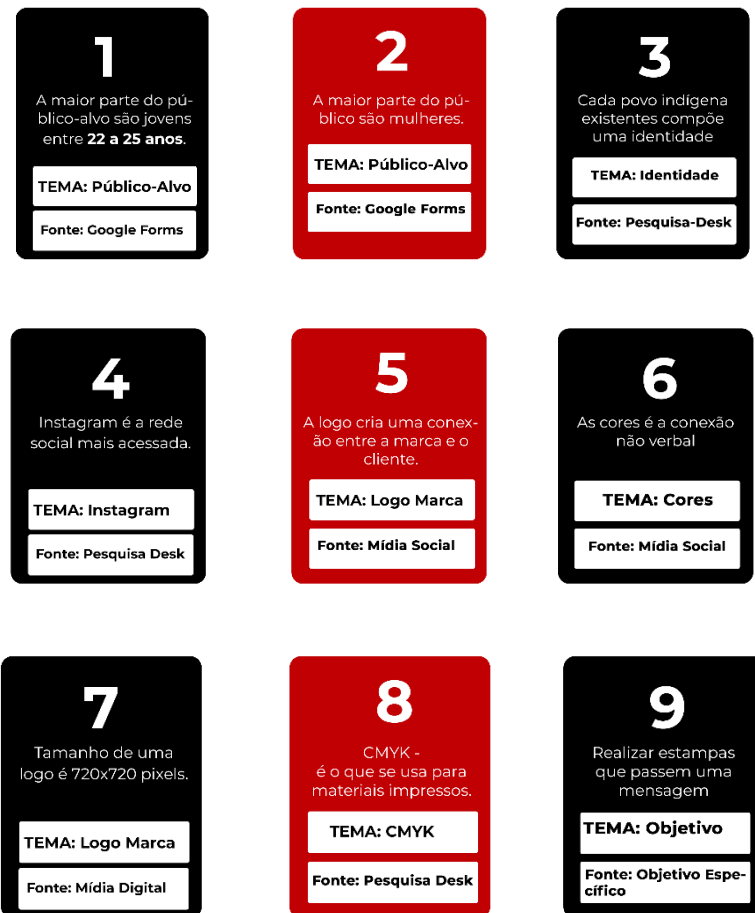 1
A maior parte do pú-
blico-alvo são jovens
entre 22 a 25 anos.
TEMA: Público-Alvo
Fonte: Google Forms
2
A maior parte do pú-
blico são mulheres.
TEMA: Público-Alvo
Fonte: Google Forms
3
Cada povo indígena
existentes compõe
uma identidade
TEMA: Identidade
Fonte: Pesquisa-Desk
4
Instagram é a rede
social mais acessada.
TEMA: Instagram
Fonte: Pesquisa Desk
5
A logo cria uma conex-
ão entre a marca e o
cliente.
TEMA: Logo Marca
Fonte: Mídia Social
6
As cores é a conexão
não verbal
TEMA: Cores
Fonte: Mídia Social
7
Tamanho de uma
logo é 720x720 pixels.
TEMA: Logo Marca
Fonte: Mídia Digital
8
CMYK -
é o que se usa para
materiais impressos.
TEMA: CMYK
Fonte: Pesquisa Desk
9
Realizar estampas
que passem uma
mensagem
TEMA: Objetivo
Fonte: Objetivo Espe-
cífico